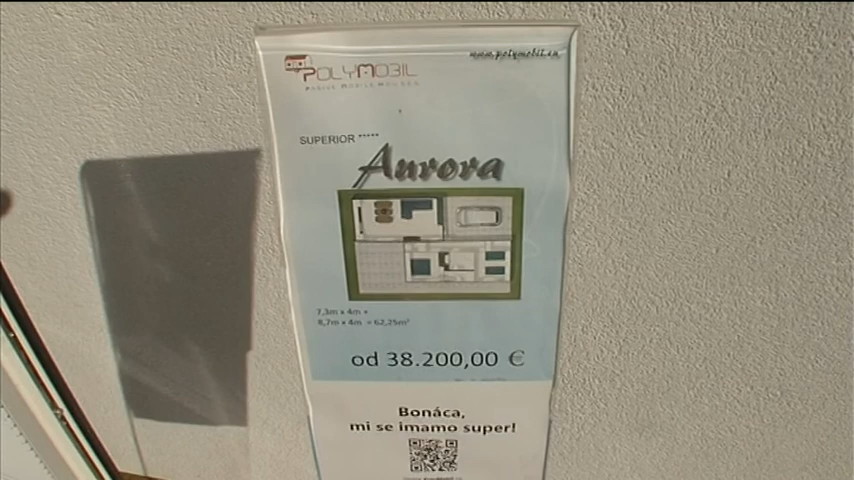 www.polymobil.eu
POLYMOBIL
SUPERIOR *****
Aurora
7,3m x 4m +
8,7m x 4m = 62,25m²
od 38.200,00 €
Bonáca,
mi se imamo super!